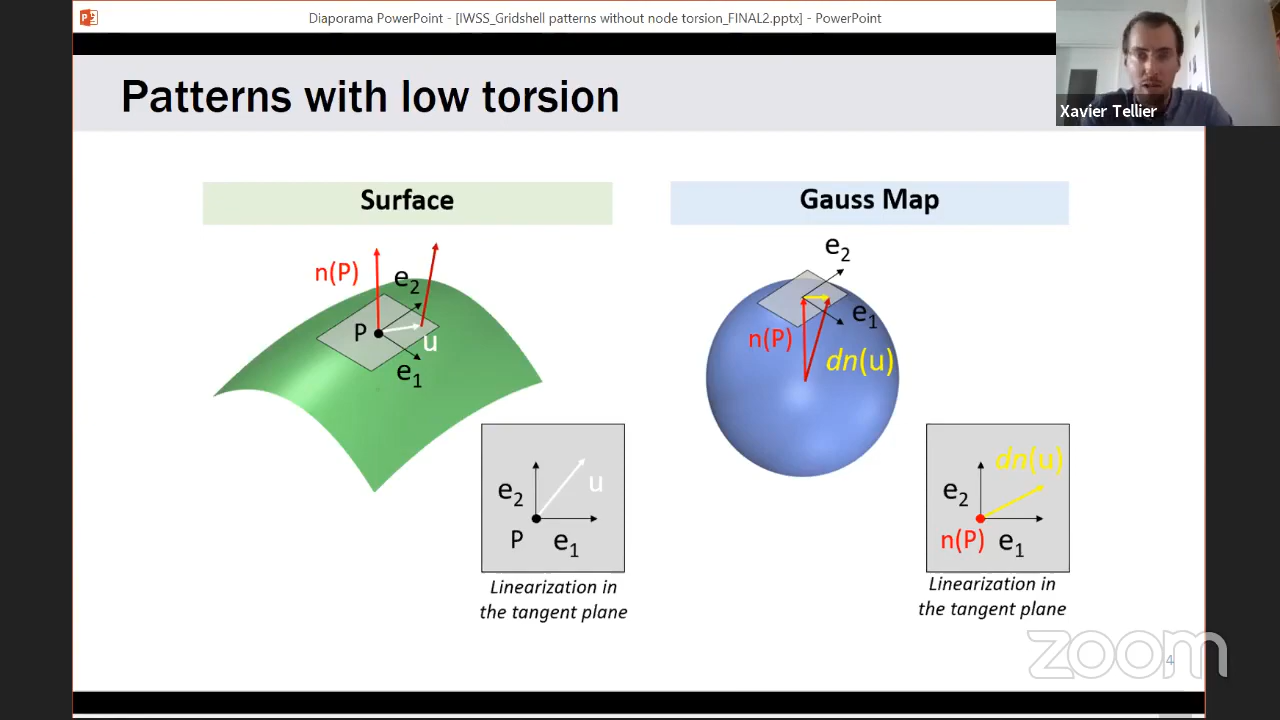 Diaporama PowerPoint - [IWSS_Gridshell patterns without node torsion_FINAL2.pptx] - PowerPoint
Xavier Tellier
Patterns with low torsion
Surface
n(P)
e2
P
u
e1
e2
u
P
e1
Linearization in
the tangent plane
Gauss Map
e2
n(P)
e1
dn(u)
dn(u)
e2
n(P)
e1
Linearization in
the tangent plane
zoom
4